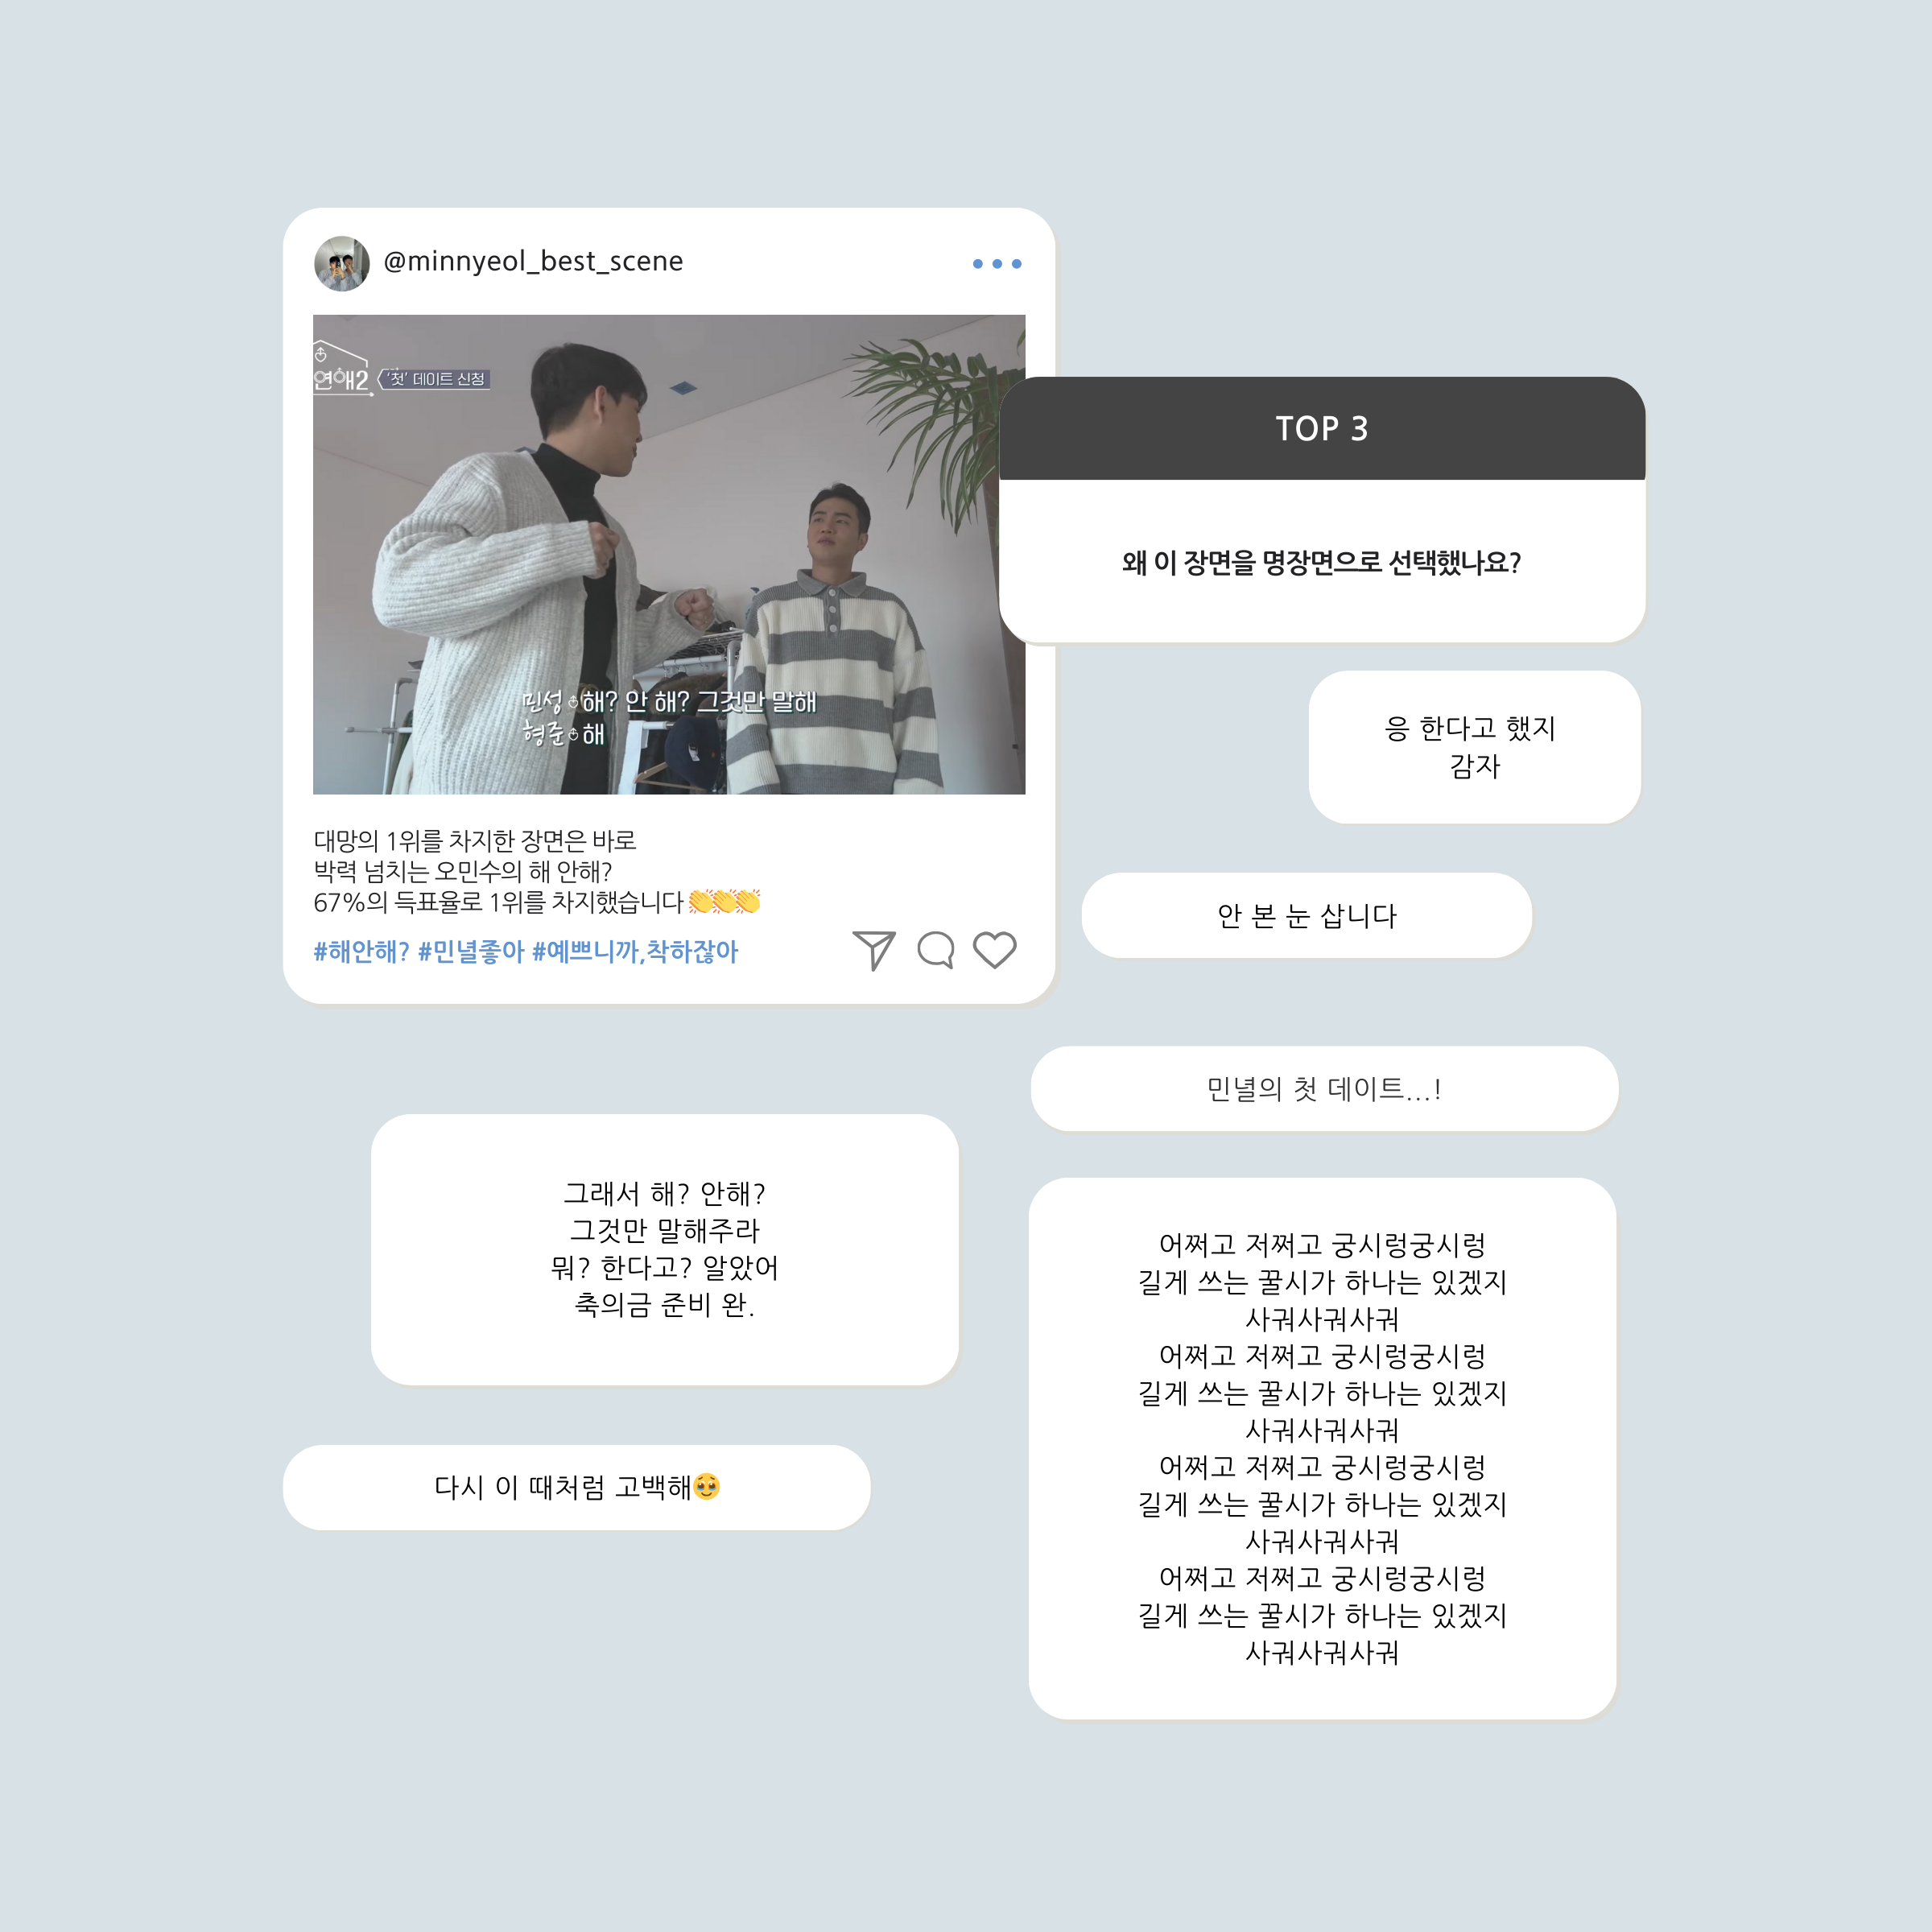 @minnyeol_best_scene
연애2 '첫' 데이트 신청
민성 해? 안 해? 그것만 말해
형준 해
대망의 1위를 차지한 장면은 바로
박력 넘치는 오민수의 해 안해?
67%의 득표율로 1위를 차지했습니다 👏👏👏
#해안해? #민녈좋아 #예쁘니까,착하잖아
TOP 3
왜 이 장면을 명장면으로 선택했나요?
응 한다고 했지
감자
안 본 눈 삽니다
민녈의 첫 데이트...!
그래서 해? 안해?
그것만 말해주라
뭐? 한다고? 알았어
축의금 준비 완.
다시 이 때처럼 고백해🥹
어쩌고 저쩌고 궁시렁궁시렁
길게 쓰는 꿀시가 하나는 있겠지
사궈사궈사궈
어쩌고 저쩌고 궁시렁궁시렁
길게 쓰는 꿀시가 하나는 있겠지
사궈사궈사궈
어쩌고 저쩌고 궁시렁궁시렁
길게 쓰는 꿀시가 하나는 있겠지
사궈사궈사궈
어쩌고 저쩌고 궁시렁궁시렁
길게 쓰는 꿀시가 하나는 있겠지
사궈사궈사궈